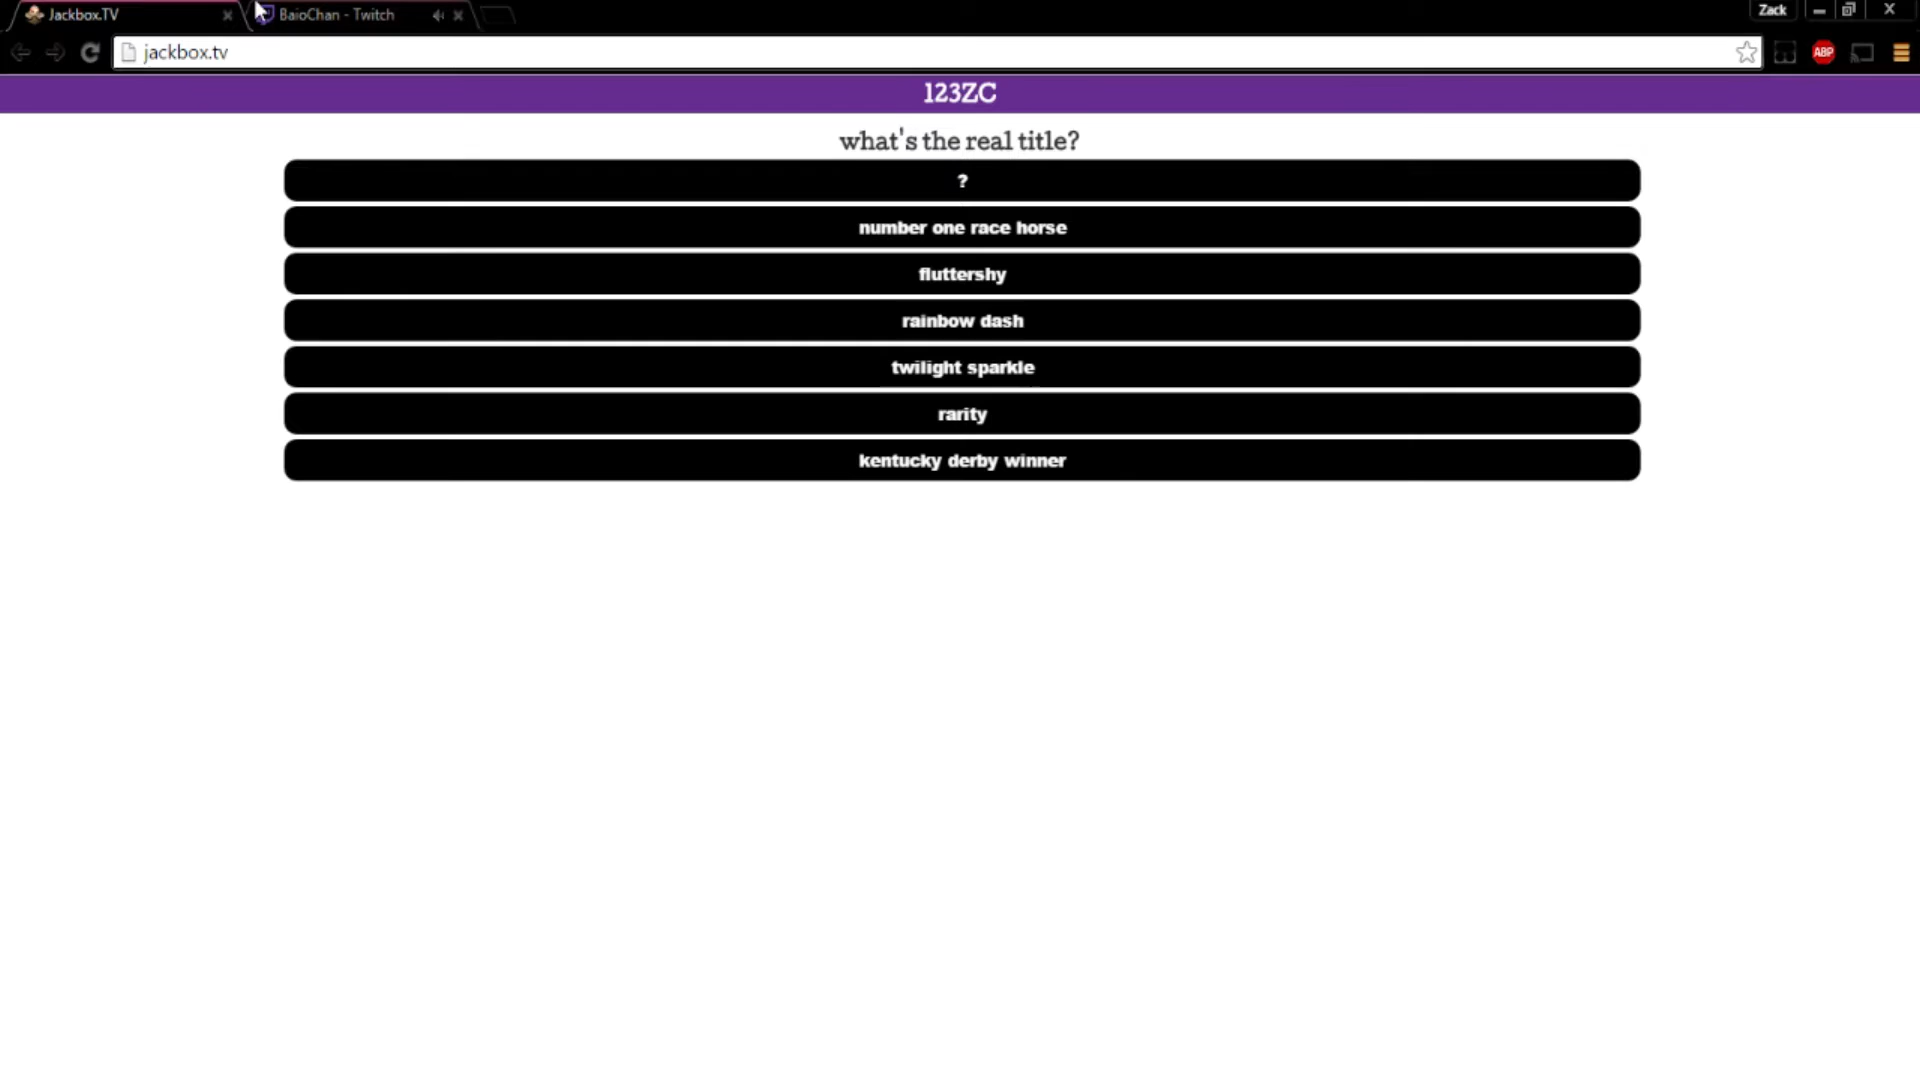 Jackbox.TV
BaioChan - Twitch
Zack
jackbox.tv
ABP
123ZC
what's the real title?
?
number one race horse
fluttershy
rainbow dash
twilight sparkle
rarity
kentucky derby winner